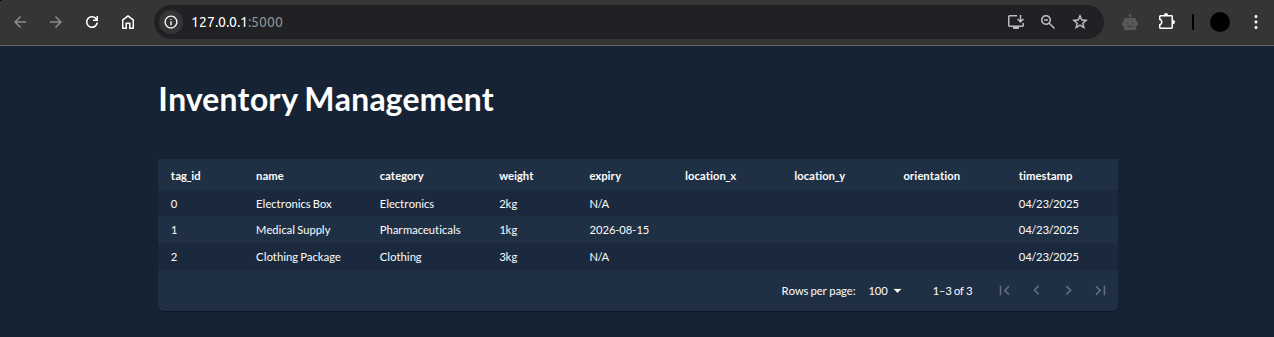 127.0.0.1:5000
Inventory Management
tag_id name category weight expiry location_x location_y orientation timestamp
0 Electronics Box Electronics 2kg N/A 04/23/2025
1 Medical Supply Pharmaceuticals 1kg 2026-08-15 04/23/2025
2 Clothing Package Clothing 3kg N/A 04/23/2025
Rows per page: 100 1–3 of 3